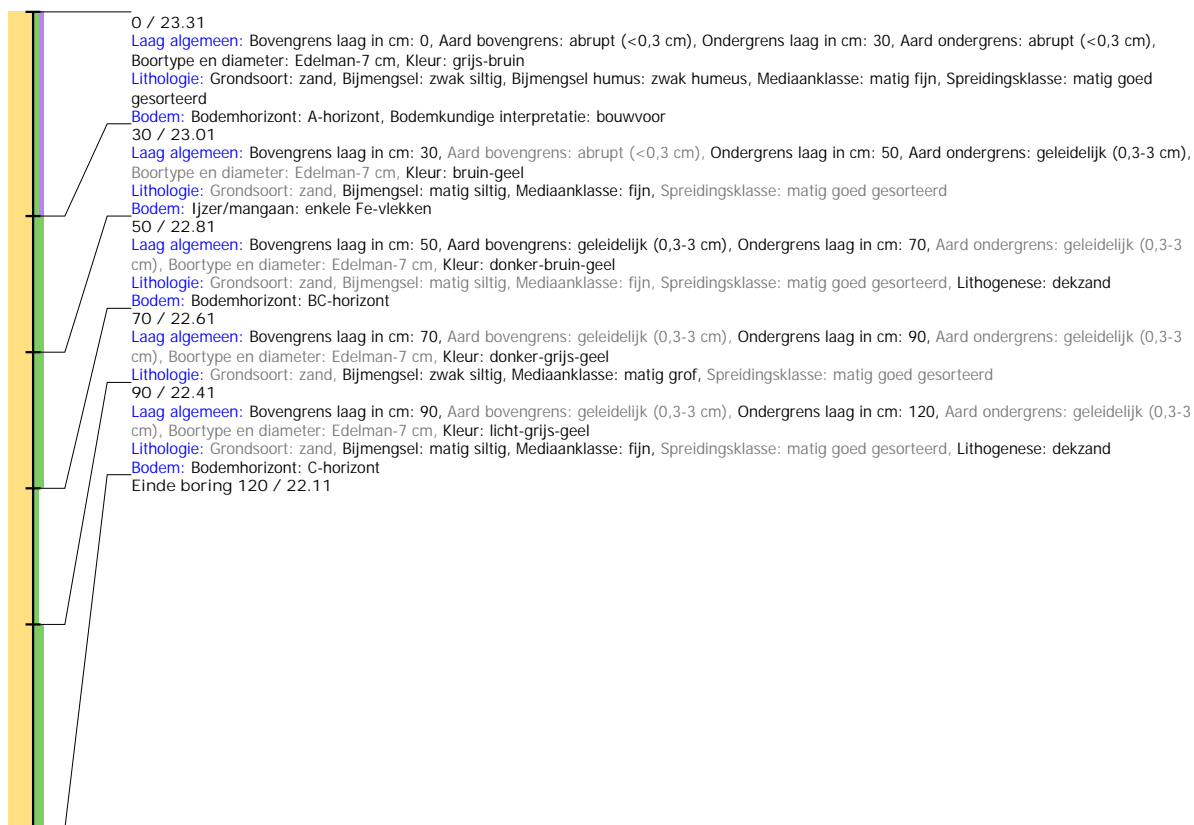 0 / 23.31
Laag algemeen: Bovengrens laag in cm: 0, Aard bovengrens: abrupt (<0,3 cm), Ondergrens laag in cm: 30, Aard ondergrens: abrupt (<0,3 cm),
Boortype en diameter: Edelman-7 cm, Kleur: grijs-bruin
Lithologie: Grondsoort: zand, Bijmengsel: zwak siltig, Bijmengsel humus: zwak humeus, Mediaanklasse: matig fijn, Spreidingsklasse: matig goed
gesorteerd
Bodem: Bodemhorizont: A-horizont, Bodemkundige interpretatie: bouwvoor
30 / 23.01
Laag algemeen: Bovengrens laag in cm: 30, Aard bovengrens: abrupt (<0,3 cm), Ondergrens laag in cm: 50, Aard ondergrens: geleidelijk (0,3-3 cm),
Boortype en diameter: Edelman-7 cm, Kleur: bruin-geel
Lithologie: Grondsoort: zand, Bijmengsel: matig siltig, Mediaanklasse: fijn, Spreidingsklasse: matig goed gesorteerd
Bodem: Ijzer/mangaan: enkele Fe-vlekken
50 / 22.81
Laag algemeen: Bovengrens laag in cm: 50, Aard bovengrens: geleidelijk (0,3-3 cm), Ondergrens laag in cm: 70, Aard ondergrens: geleidelijk (0,3-3
cm), Boortype en diameter: Edelman-7 cm, Kleur: donker-bruin-geel
Lithologie: Grondsoort: zand, Bijmengsel: matig siltig, Mediaanklasse: fijn, Spreidingsklasse: matig goed gesorteerd, Lithogenese: dekzand
Bodem: Bodemhorizont: BC-horizont
70 / 22.61
Laag algemeen: Bovengrens laag in cm: 70, Aard bovengrens: geleidelijk (0,3-3 cm), Ondergrens laag in cm: 90, Aard ondergrens: geleidelijk (0,3-3
cm), Boortype en diameter: Edelman-7 cm, Kleur: donker-grijs-geel
Lithologie: Grondsoort: zand, Bijmengsel: zwak siltig, Mediaanklasse: matig grof, Spreidingsklasse: matig goed gesorteerd
90 / 22.41
Laag algemeen: Bovengrens laag in cm: 90, Aard bovengrens: geleidelijk (0,3-3 cm), Ondergrens laag in cm: 120, Aard ondergrens: geleidelijk (0,3-3
cm), Boortype en diameter: Edelman-7 cm, Kleur: licht-grijs-geel
Lithologie: Grondsoort: zand, Bijmengsel: matig siltig, Mediaanklasse: fijn, Spreidingsklasse: matig goed gesorteerd, Lithogenese: dekzand
Bodem: Bodemhorizont: C-horizont
Einde boring 120 / 22.11